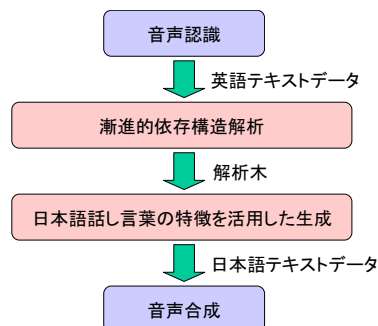 音声認識
英語テキストデータ
漸進的依存構造解析
解析木
日本語話し言葉の特徴を活用した生成
日本語テキストデータ
音声合成